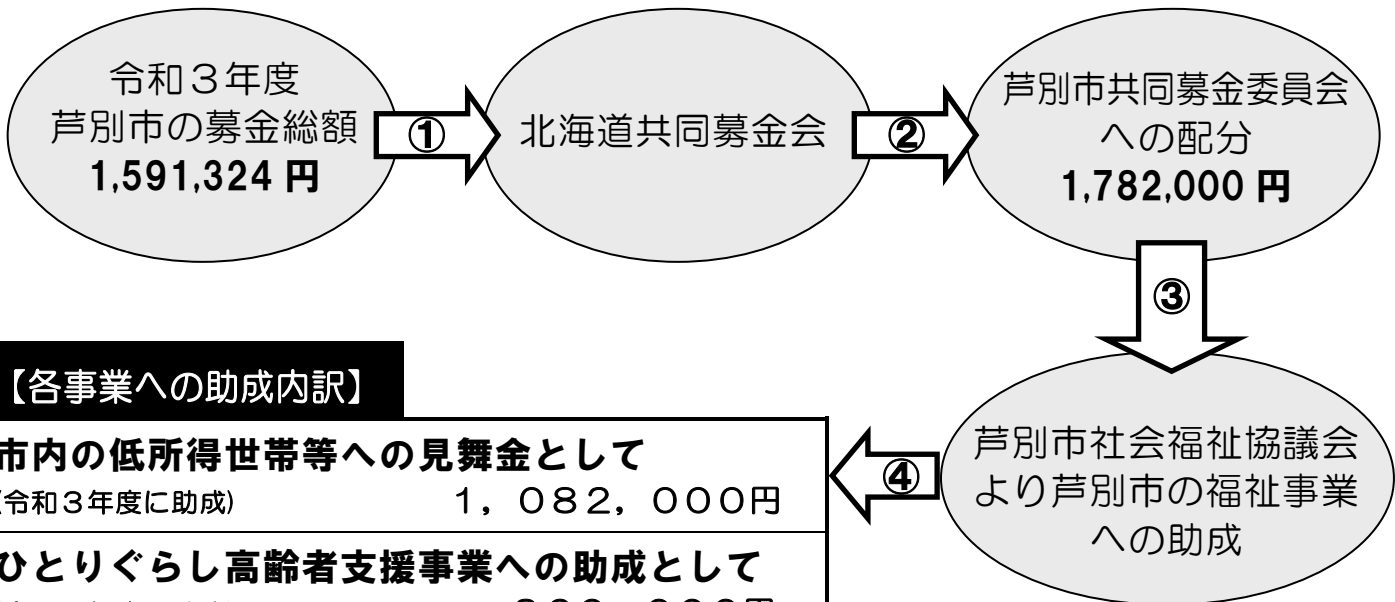 令和３年度
芦別市の募金総額
1,591,324 円
①
北海道共同募金会
②
芦別市共同募金委員会
への配分
1,782,000 円
③
芦別市社会福祉協議会
より芦別市の福祉事業
への助成
④
【各事業への助成内訳】
市内の低所得世帯等への見舞金として
(令和３年度に助成) １，０８２，０００円
ひとりぐらし高齢者支援事業への助成として